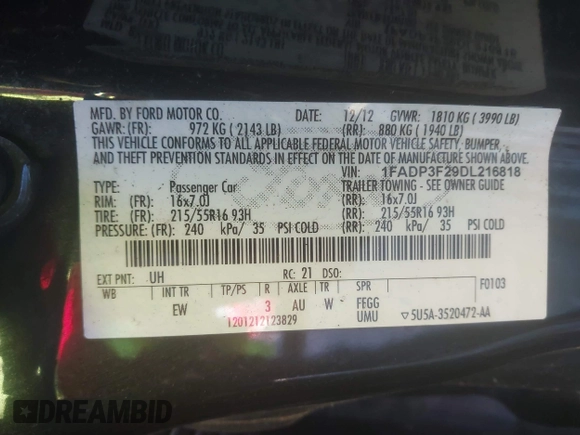 MFD. BY FORD MOTOR CO. DATE: 12/12 GVWR: 1810 KG ( 3990 LB)
GAWR: (FR): 972 KG ( 2143 LB) (RR): 880 KG ( 1940 LB)
THIS VEHICLE CONFORMS TO ALL APPLICABLE FEDERAL MOTOR VEHICLE SAFETY, BUMPER,
AND THEFT PREVENTION STANDARDS IN EFFECT ON THE DATE OF MANUFACTURE SHOWN ABOVE.
VIN: 1FADP3F29DL216818
TYPE: Passenger Car TRAILER TOWING - SEE OWNER GUIDE
RIM: (FR): 16x7.0J (RR): 16x7.0J
TIRE: (FR): 215/55R16 93H (RR): 215/55R16 93H
PRESSURE: (FR): 240 kPa/ 35 PSI COLD (RR): 240 kPa/ 35 PSI COLD
EXT PNT: UH RC: 21 DSO: F0103
WB INT TR TP/PS R AXLE TR SPR
EW 3 AU W FEGG
UMU
1201212123829
▽5U5A-3520472-AA
DREAMBID